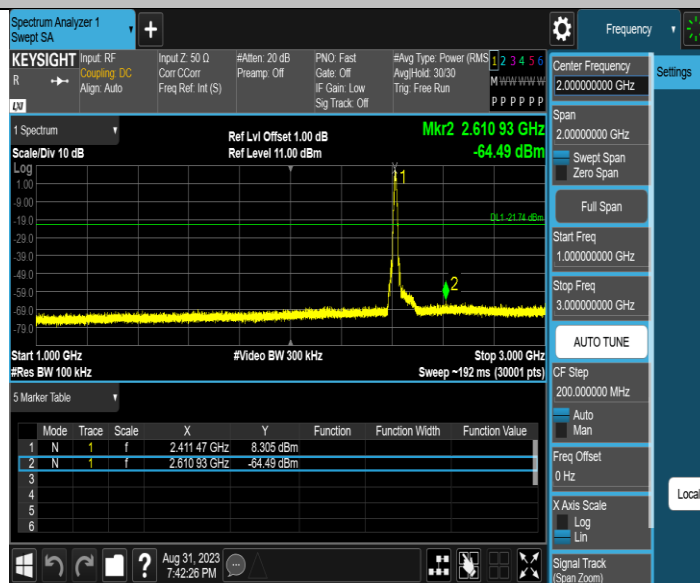 Spectrum Analyzer 1
Swept SA
+
Frequency
KEYSIGHT
R
Input: RF
Coupling: DC
Align: Auto
Input Z: 50 Ω
Corr CCorr
Freq Ref: Int (S)
#Atten: 20 dB
Preamp: Off
PNO: Fast
Gate: Off
IF Gain: Low
Sig Track: Off
#Avg Type: Power (RMS
Avg|Hold: 30/30
Trig: Free Run
1 2 3 4 5 6
M W W W W W
P P P P P P
LXI
1 Spectrum
Scale/Div 10 dB
Ref Lvl Offset 1.00 dB
Ref Level 11.00 dBm
Mkr2 2.610 93 GHz
-64.49 dBm
Log
1.00
-9.00
-19.0
-29.0
-39.0
-49.0
-59.0
-69.0
-79.0
1
2
DL1 -21.74 dBm
Start 1.000 GHz
#Res BW 100 kHz
#Video BW 300 kHz
Stop 3.000 GHz
Sweep ~192 ms (30001 pts)
5 Marker Table
Mode Trace Scale X Y Function Function Width Function Value
1 N 1 f 2.411 47 GHz 8.305 dBm
2 N 1 f 2.610 93 GHz -64.49 dBm
3
4
5
6
?
Aug 31, 2023
7:42:26 PM
Center Frequency
2.000000000 GHz
Span
2.00000000 GHz
Swept Span
Zero Span
Full Span
Start Freq
1.000000000 GHz
Stop Freq
3.000000000 GHz
AUTO TUNE
CF Step
200.000000 MHz
Auto
Man
Freq Offset
0 Hz
X Axis Scale
Log
Lin
Signal Track
(Span Zoom)
Settings
Local